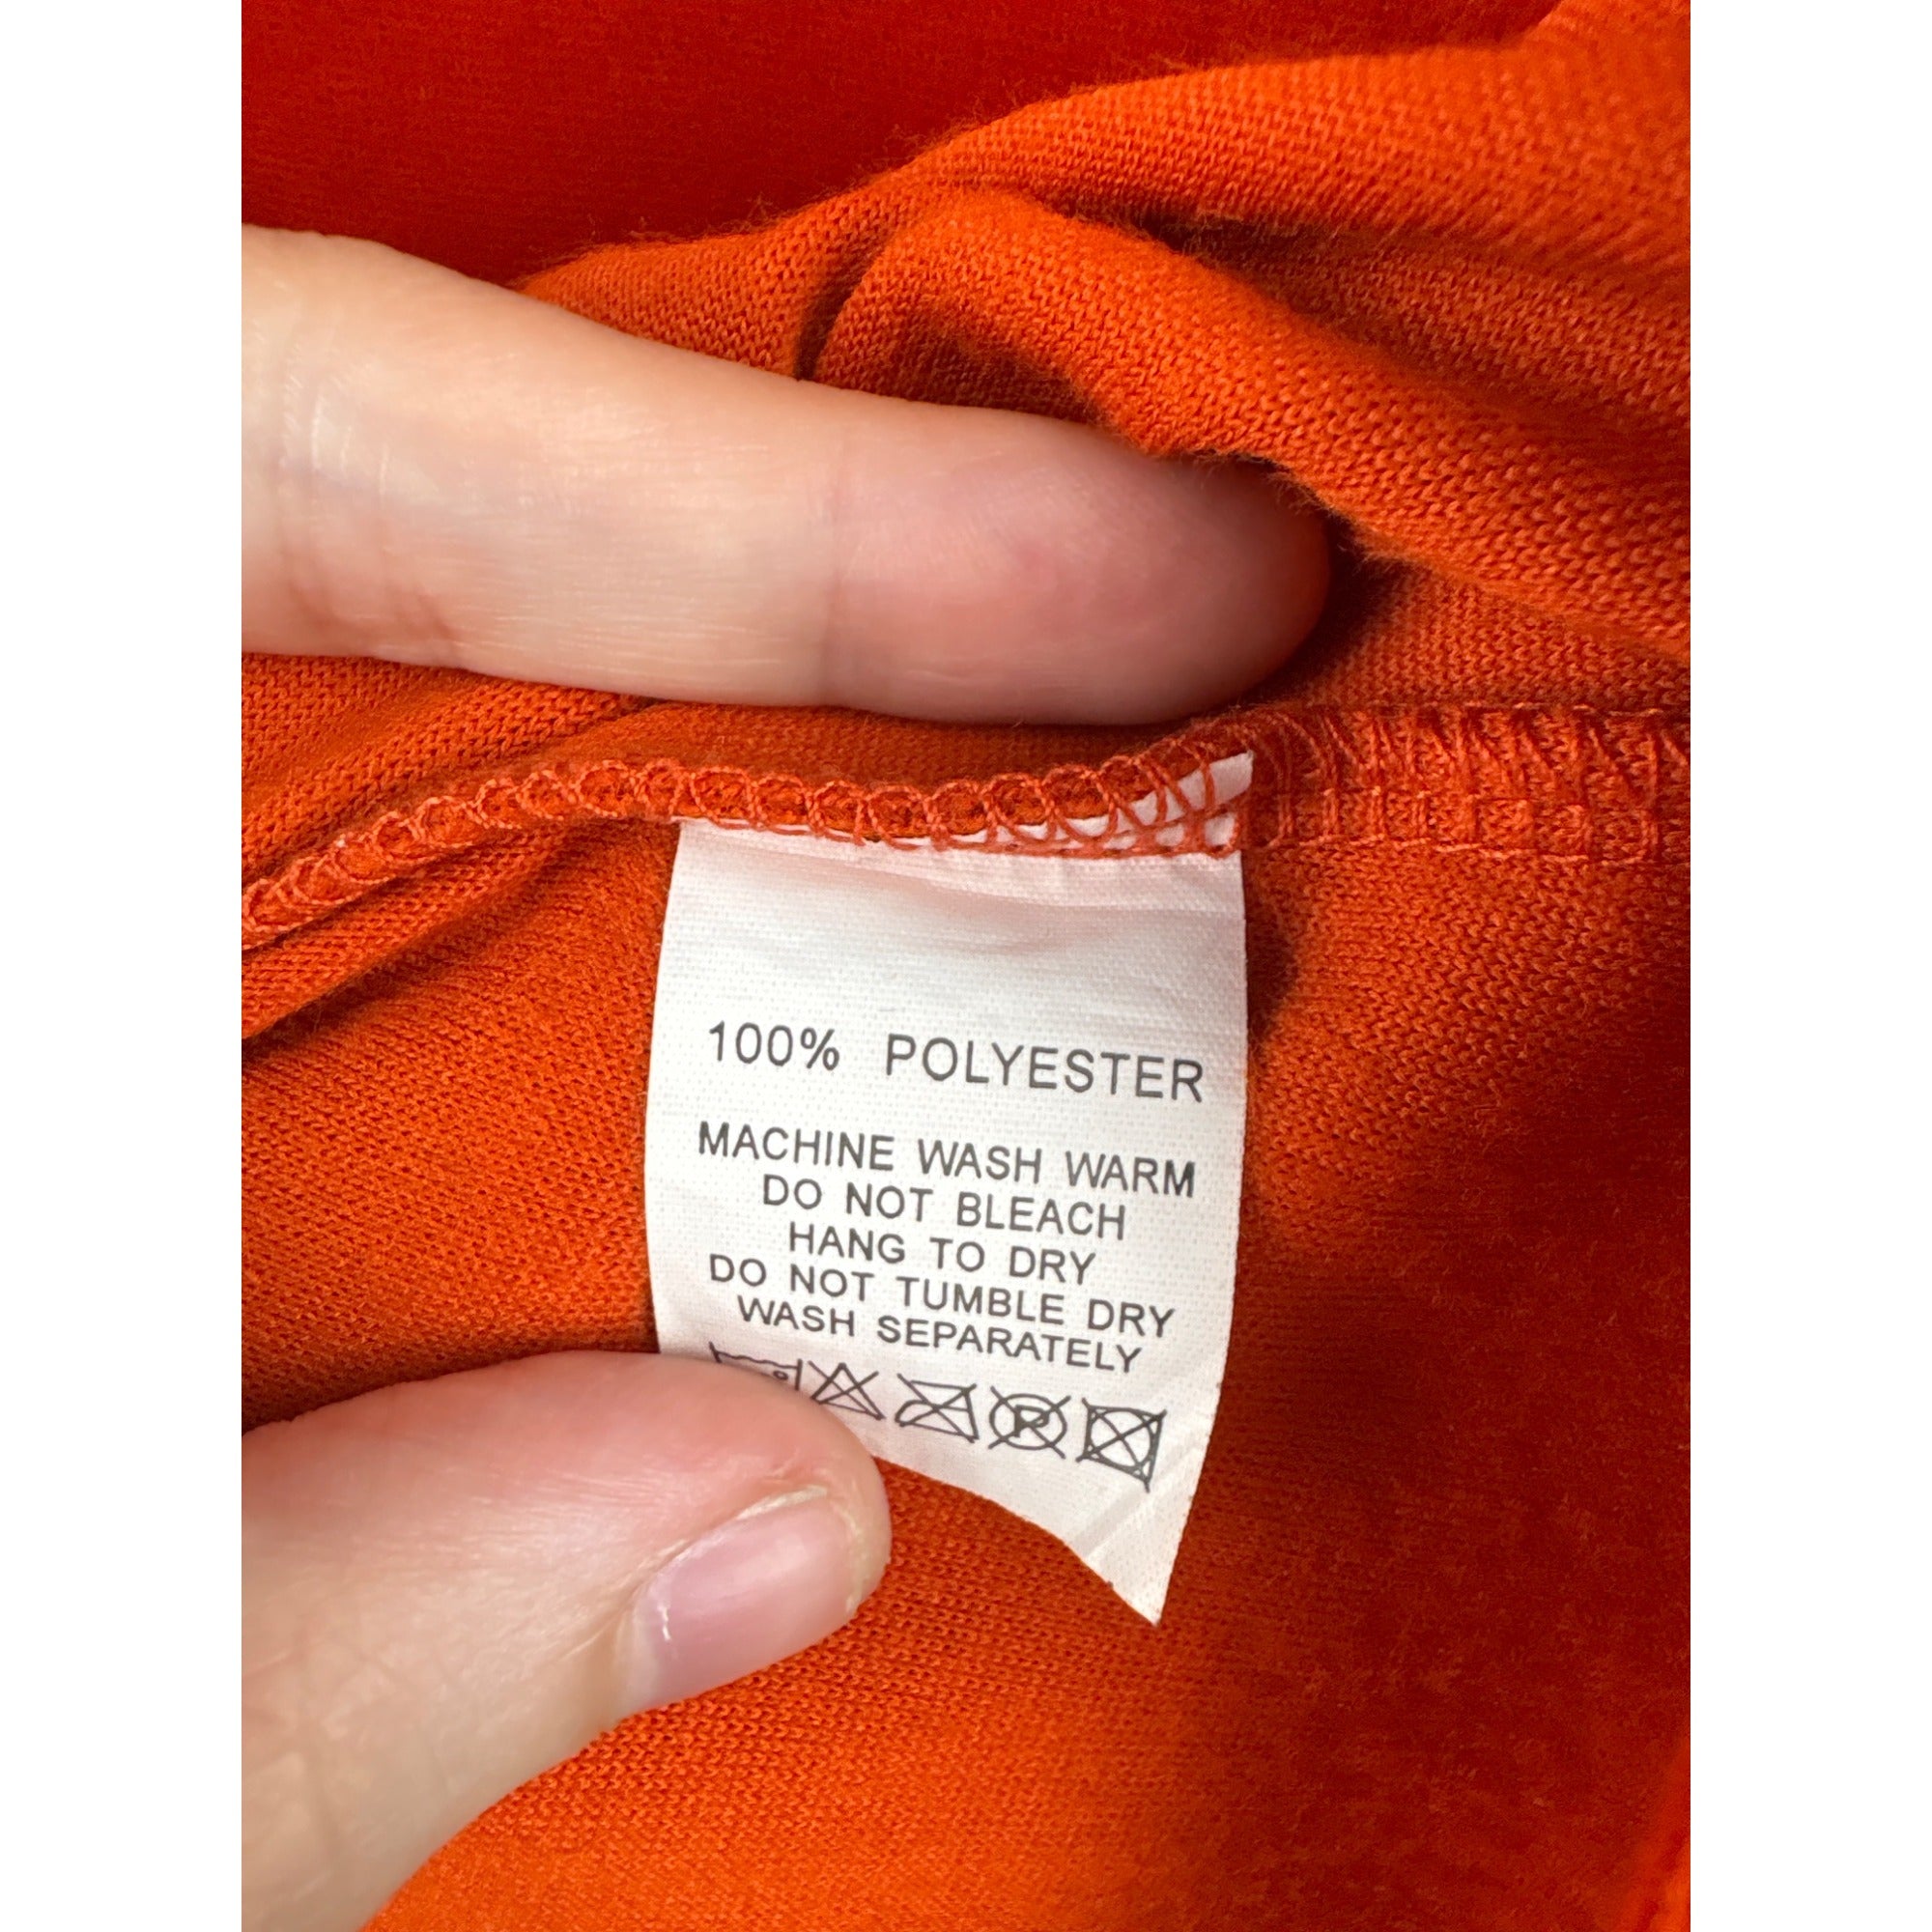 100% POLYESTER
MACHINE WASH WARM
DO NOT BLEACH
HANG TO DRY
DO NOT TUMBLE DRY
WASH SEPARATELY
P